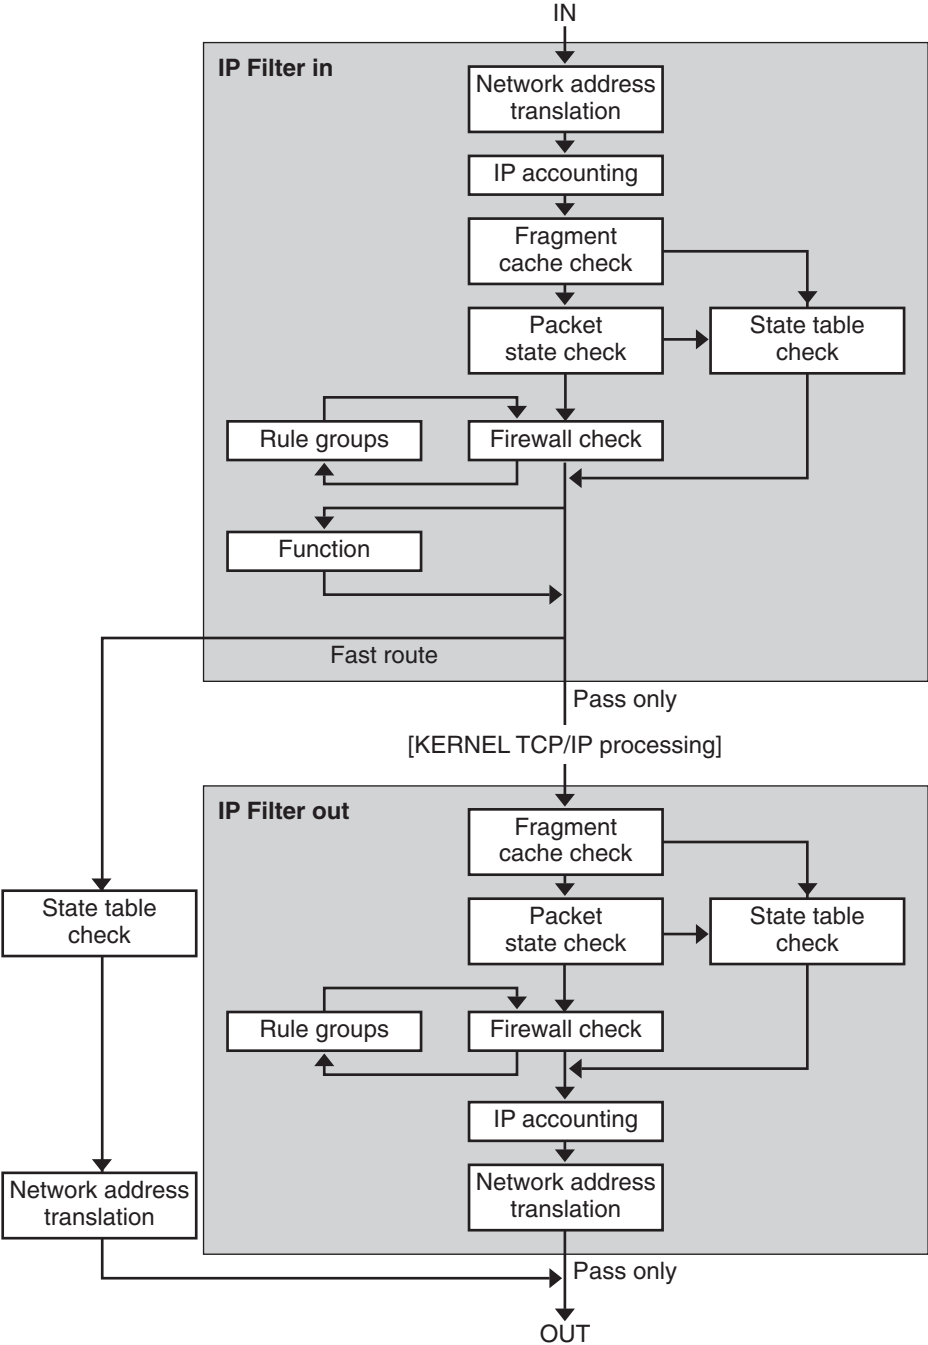 IN
IP Filter in
Network address
translation
IP accounting
Fragment
cache check
Packet
state check
State table
check
Rule groups
Firewall check
Function
Fast route
Pass only
[KERNEL TCP/IP processing]
IP Filter out
Fragment
cache check
State table
check
Packet
state check
State table
check
Rule groups
Firewall check
IP accounting
Network address
translation
Network address
translation
Pass only
OUT